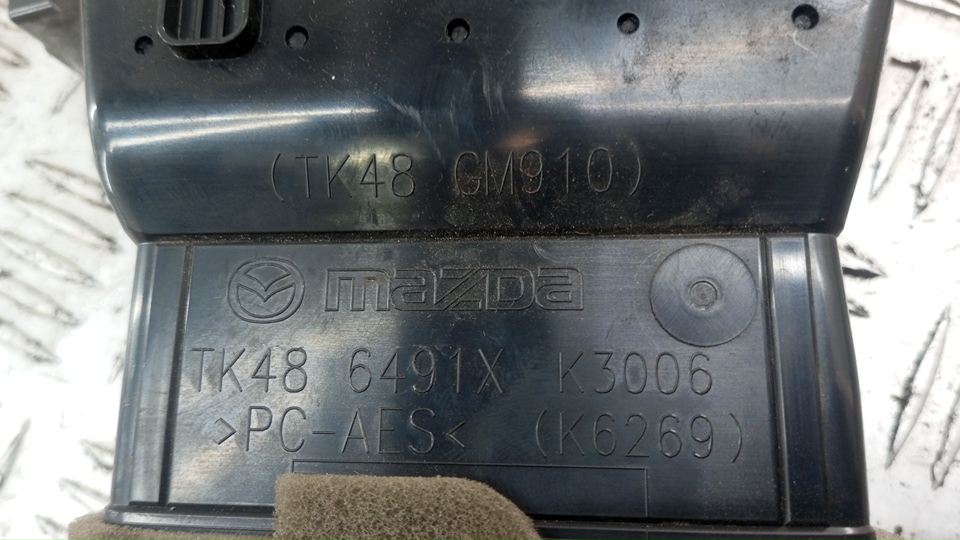 (TK48 GM910)
mazda
TK48 6491X K3006
>PC-AES< (K6269)